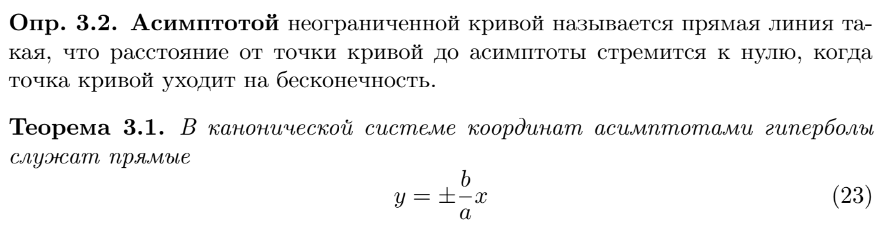 Опр. 3.2. Асимптотой неограниченной кривой называется прямая линия та-
кая, что расстояние от точки кривой до асимптоты стремится к нулю, когда
точка кривой уходит на бесконечность.
Теорема 3.1. В канонической системе координат асимптотами гиперболы
служат прямые
y = ±b/a x (23)